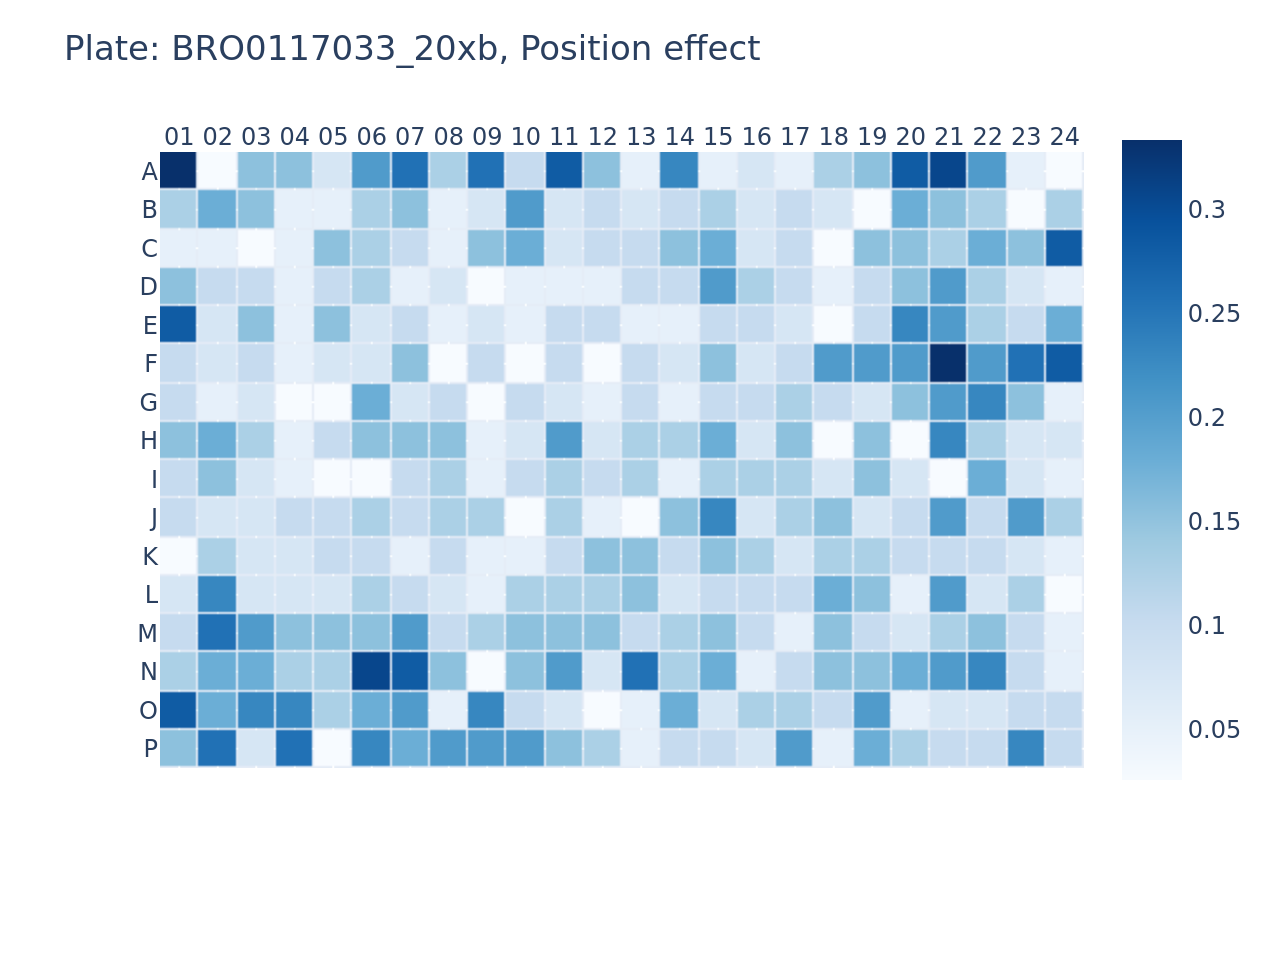 Plate: BRO0117033_20xb, Position effect
01 02 03 04 05 06 07 08 09 10 11 12 13 14 15 16 17 18 19 20 21 22 23 24
A
B
C
D
E
F
G
H
I
J
K
L
M
N
O
P
0.3
0.25
0.2
0.15
0.1
0.05